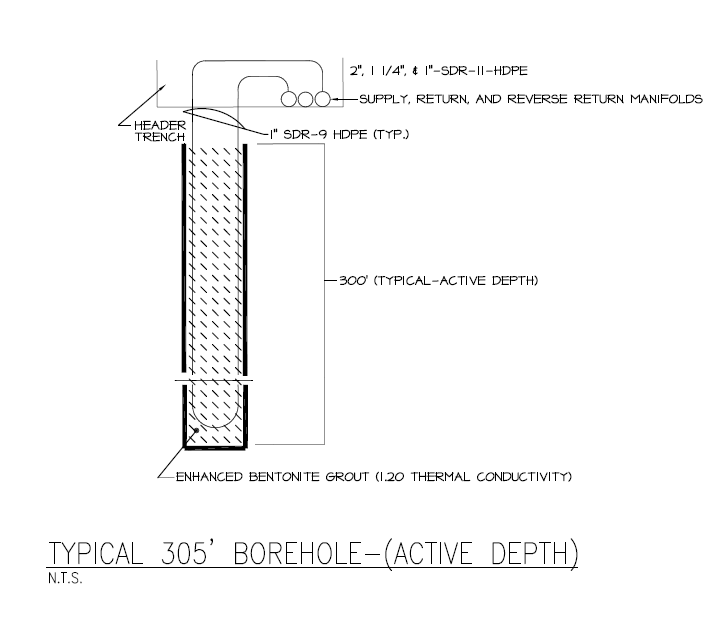 2", 1 1/4", & 1"-SDR-11-HDPE
SUPPLY, RETURN, AND REVERSE RETURN MANIFOLDS
HEADER
TRENCH
1" SDR-9 HDPE (TYP.)
300' (TYPICAL-ACTIVE DEPTH)
ENHANCED BENTONITE GROUT (1.20 THERMAL CONDUCTIVITY)
TYPICAL 305' BOREHOLE-(ACTIVE DEPTH)
N.T.S.